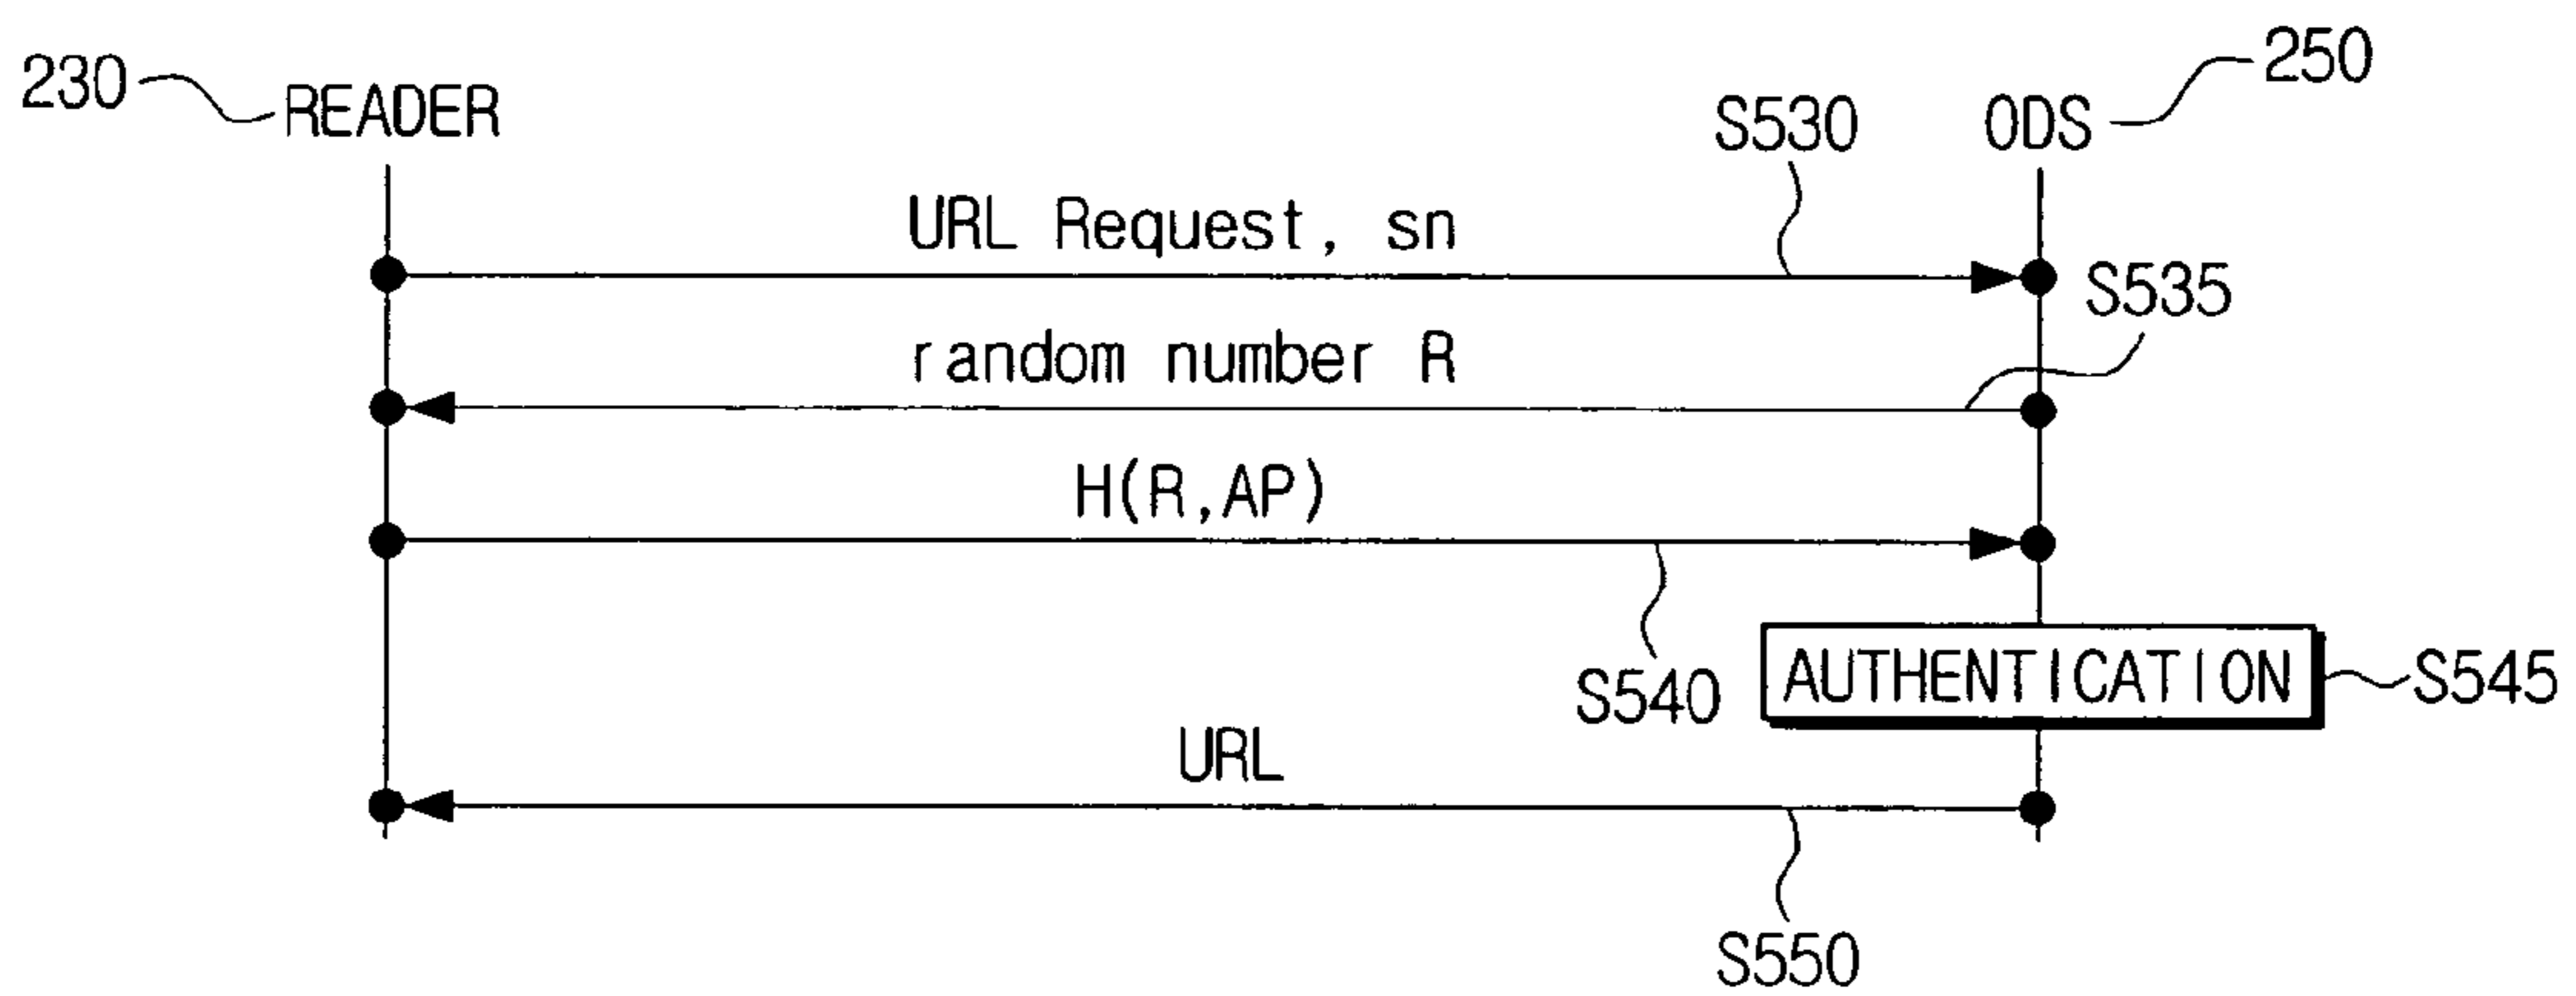 230
READER
ODS
250
S530
URL Request, sn
S535
random number R
H(R,AP)
S540
AUTHENTICATION
S545
URL
S550